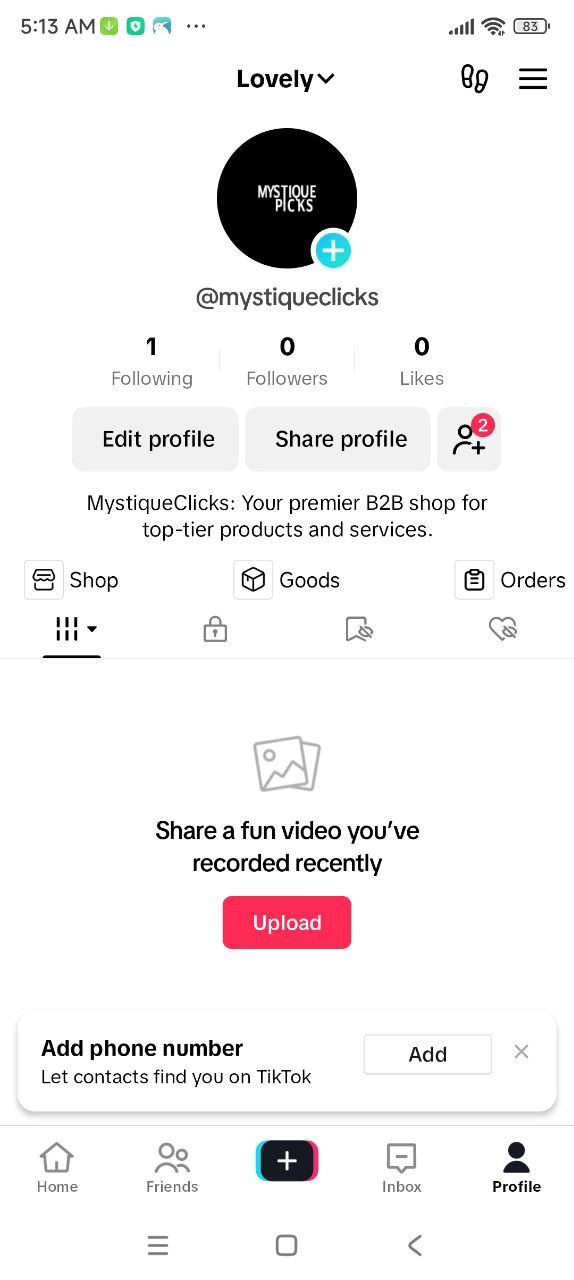 5:13 AM
83
Lovely
MYSTIQUE
PICKS
@mystiqueclicks
1 0 0
Following Followers Likes
Edit profile Share profile 2
MystiqueClicks: Your premier B2B shop for
top-tier products and services.
Shop Goods Orders
Share a fun video you've
recorded recently
Upload
Add phone number
Let contacts find you on TikTok
Add
Home Friends Inbox Profile